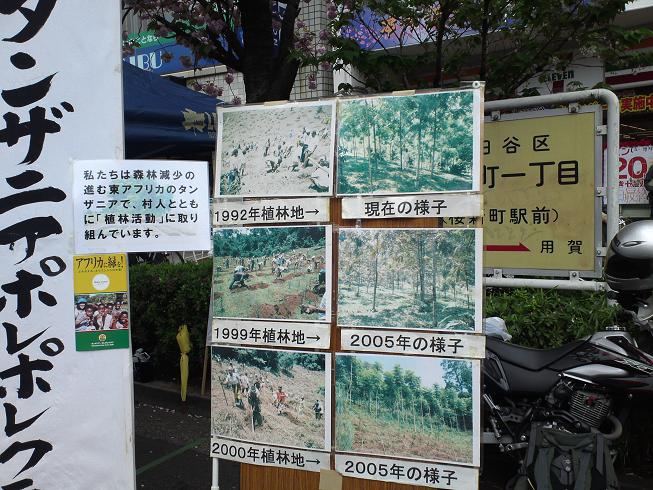 タンザニアポレポレク
私たちは森林減少の
進む東アフリカのタン
ザニアで、村人ととも
に「植林活動」に取り
組んでいます。
アフリカに緑を!
1992年植林地→
現在の様子
1999年植林地→
2005年の様子
2000年植林地→
2005年の様子
谷区
町一丁目
(桜新町駅前)
用賀
EVEN
20%